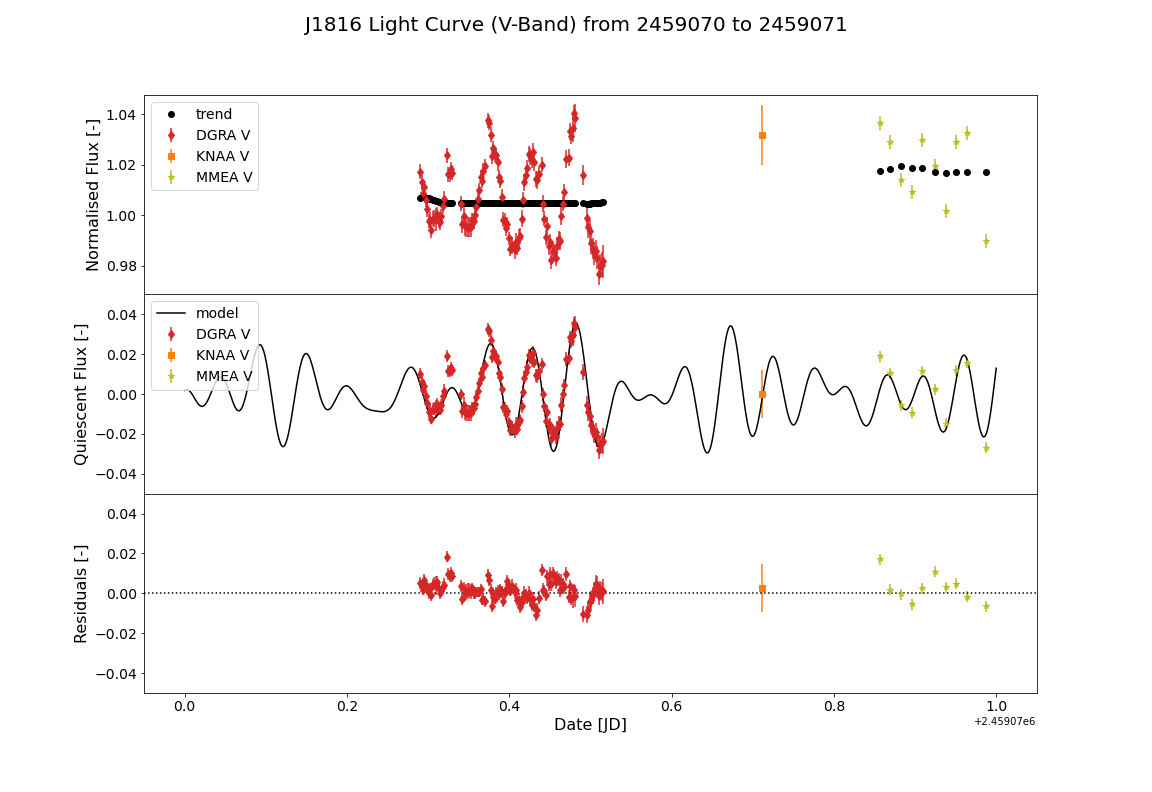 J1816 Light Curve (V-Band) from 2459070 to 2459071
Normalised Flux [-]
1.04
1.02
1.00
0.98
trend
DGRA V
KNAA V
MMEA V
Quiescent Flux [-]
0.04
0.02
0.00
−0.02
−0.04
model
DGRA V
KNAA V
MMEA V
Residuals [-]
0.04
0.02
0.00
−0.02
−0.04
0.0 0.2 0.4 0.6 0.8 1.0
Date [JD]
+2.45907e6